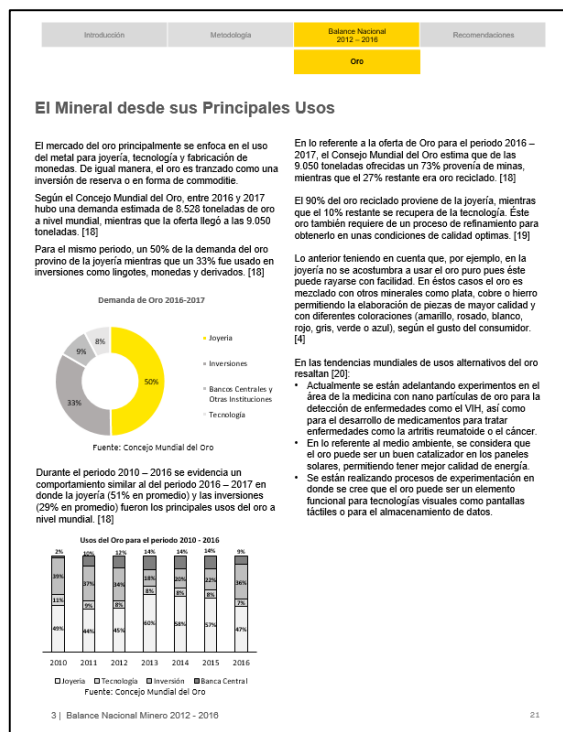 Introducción
Metodología
Balance Nacional
2012 – 2016
Recomendaciones
Oro
El Mineral desde sus Principales Usos
El mercado del oro principalmente se enfoca en el uso
del metal para joyería, tecnología y fabricación de
monedas. De igual manera, el oro es tranzado como una
inversión de reserva o en forma de commoditie.
Según el Concejo Mundial del Oro, entre 2016 y 2017
hubo una demanda estimada de 8.528 toneladas de oro
a nivel mundial, mientras que la oferta llegó a las 9.050
toneladas. [18]
Para el mismo periodo, un 50% de la demanda del oro
provino de la joyería mientras que un 33% fue usado en
inversiones como lingotes, monedas y derivados. [18]
Demanda de Oro 2016-2017
8%
9%
33%
50%
Joyería
Inversiones
Bancos Centrales y
Otras Instituciones
Tecnología
Fuente: Concejo Mundial del Oro
Durante el periodo 2010 – 2016 se evidencia un
comportamiento similar al del periodo 2016 – 2017 en
donde la joyería (51% en promedio) y las inversiones
(29% en promedio) fueron los principales usos del oro a
nivel mundial. [18]
Usos del Oro para el periodo 2010 - 2016
2% 10% 12% 14% 14% 14% 9%
39% 37% 34% 18% 20% 22% 36%
11% 9% 8% 8% 8% 8% 7%
49% 44% 45% 60% 58% 57% 47%
2010 2011 2012 2013 2014 2015 2016
Joyería Tecnología Inversión Banca Central
Fuente: Concejo Mundial del Oro
En lo referente a la oferta de Oro para el periodo 2016 –
2017, el Consejo Mundial del Oro estima que de las
9.050 toneladas ofrecidas un 73% provenía de minas,
mientras que el 27% restante era oro reciclado. [18]
El 90% del oro reciclado proviene de la joyería, mientras
que el 10% restante se recupera de la tecnología. Éste
oro también requiere de un proceso de refinamiento para
obtenerlo en unas condiciones de calidad optimas. [19]
Lo anterior teniendo en cuenta que, por ejemplo, en la
joyería no se acostumbra a usar el oro puro pues éste
puede rayarse con facilidad. En éstos casos el oro es
mezclado con otros minerales como plata, cobre o hierro
permitiendo la elaboración de piezas de mayor calidad y
con diferentes coloraciones (amarillo, rosado, blanco,
rojo, gris, verde o azul), según el gusto del consumidor.
[4]
En las tendencias mundiales de usos alternativos del oro
resaltan [20]:
• Actualmente se están adelantando experimentos en el
área de la medicina con nano partículas de oro para la
detección de enfermedades como el VIH, así como
para el desarrollo de medicamentos para tratar
enfermedades como la artritis reumatoide o el cáncer.
• En lo referente al medio ambiente, se considera que
el oro puede ser un buen catalizador en los paneles
solares, permitiendo tener mejor calidad de energía.
• Se están realizando procesos de experimentación en
donde se cree que el oro puede ser un elemento
funcional para tecnologías visuales como pantallas
táctiles o para el almacenamiento de datos.
3 | Balance Nacional Minero 2012 - 2016
21